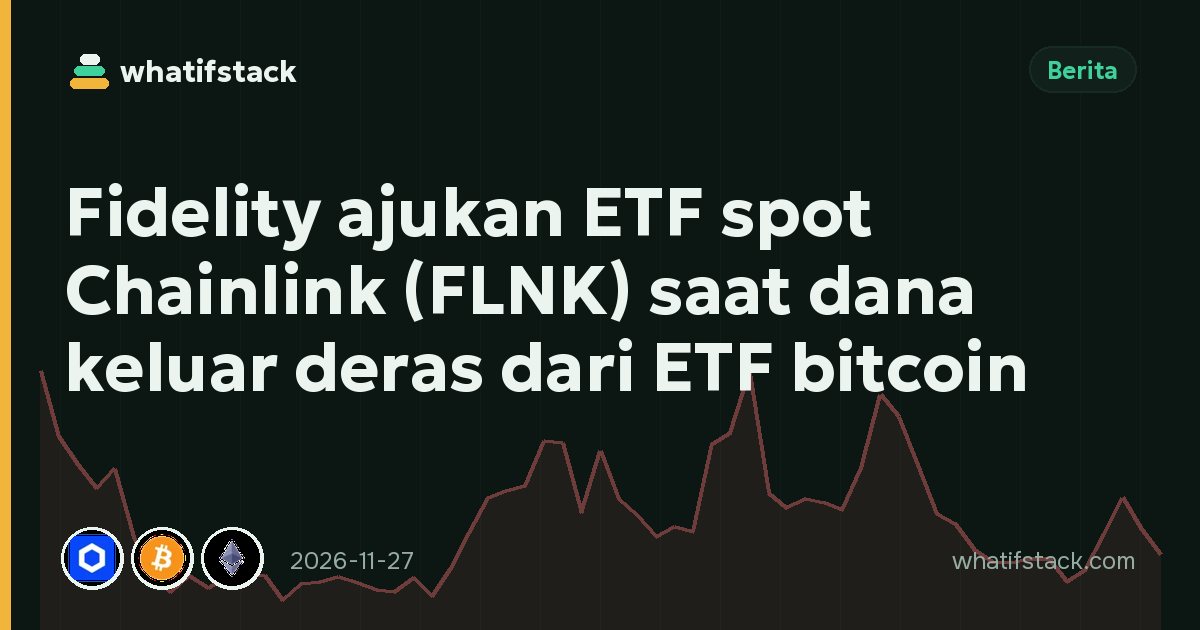 whatifstack
Berita
Fidelity ajukan ETF spot
Chainlink (FLNK) saat dana
keluar deras dari ETF bitcoin
2026-11-27
whatifstack.com